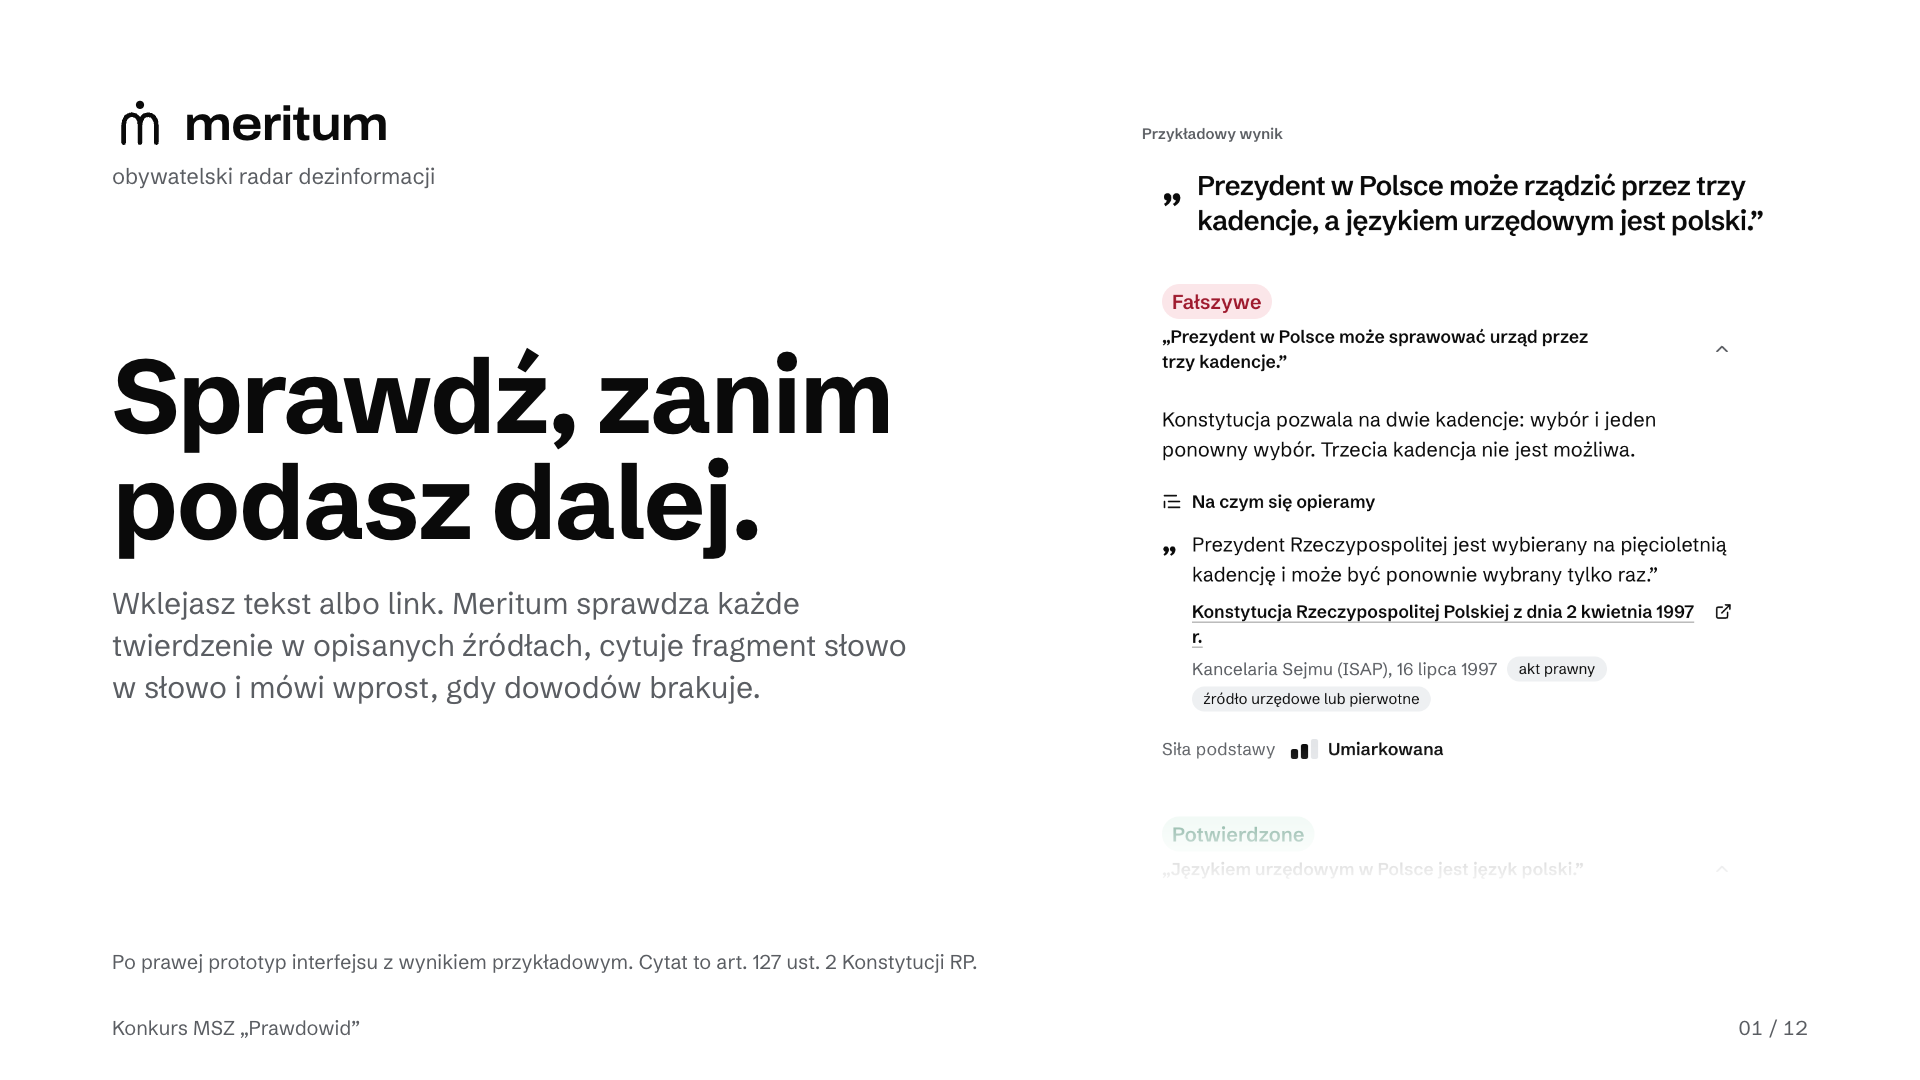 meritum
obywatelski radar dezinformacji
Sprawdź, zanim
podasz dalej.
Wklejasz tekst albo link. Meritum sprawdza każde
twierdzenie w opisanych źródłach, cytuje fragment słowo
w słowo i mówi wprost, gdy dowodów brakuje.
Przykładowy wynik
” Prezydent w Polsce może rządzić przez trzy
kadencje, a językiem urzędowym jest polski.”
Fałszywe
„Prezydent w Polsce może sprawować urząd przez
trzy kadencje.”
Konstytucja pozwala na dwie kadencje: wybór i jeden
ponowny wybór. Trzecia kadencja nie jest możliwa.
Na czym się opieramy
” Prezydent Rzeczypospolitej jest wybierany na pięcioletnią
kadencję i może być ponownie wybrany tylko raz.”
Konstytucja Rzeczypospolitej Polskiej z dnia 2 kwietnia 1997
r.
Kancelaria Sejmu (ISAP), 16 lipca 1997 akt prawny
źródło urzędowe lub pierwotne
Siła podstawy Umiarkowana
Potwierdzone
„Językiem urzędowym w Polsce jest język polski.”
Po prawej prototyp interfejsu z wynikiem przykładowym. Cytat to art. 127 ust. 2 Konstytucji RP.
Konkurs MSZ „Prawdowid”
01 / 12